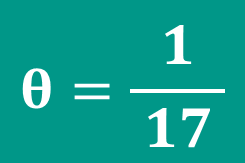 θ = 1/17